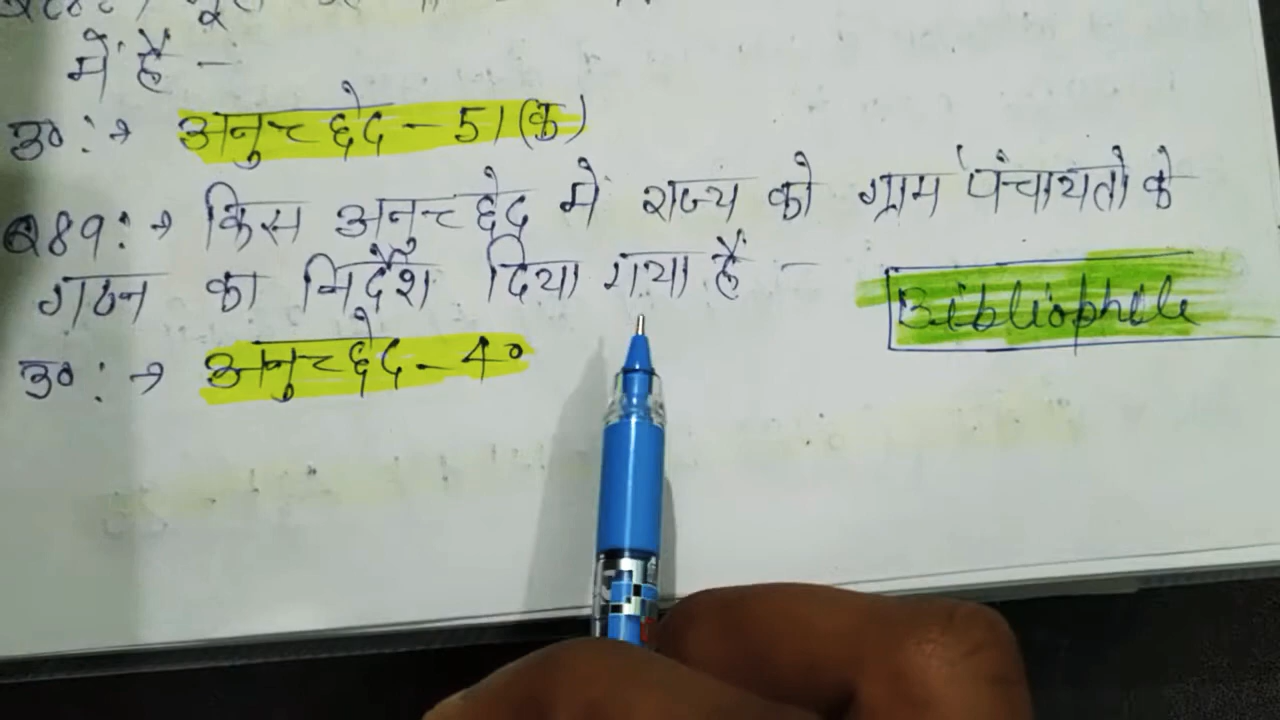 में है -
उ० : → अनुच्छेद - 51 (क)
Q89 : → किस अनुच्छेद में राज्य को ग्राम पंचायतो के
गठन का निर्देश दिया गया है -
Bibliophile
उ० : → अनुच्छेद - 40